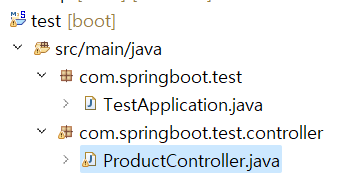 test [boot]
src/main/java
com.springboot.test
TestApplication.java
com.springboot.test.controller
ProductController.java